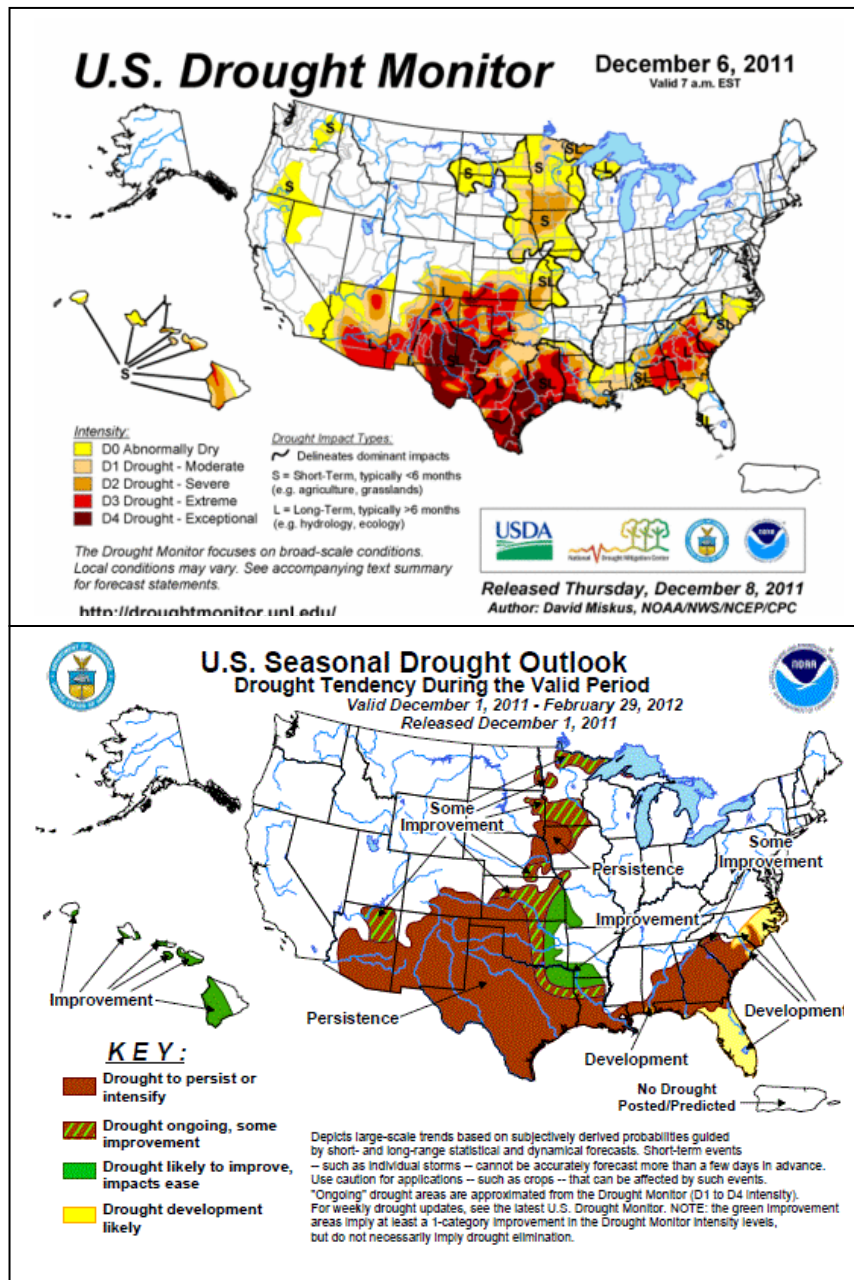 U.S. Drought Monitor
December 6, 2011
Valid 7 a.m. EST
S
S
S
S
SL
L
S
SL
L
L
L
SL
SL
L
SL
L
SL
SL
S
Intensity:
D0 Abnormally Dry
D1 Drought - Moderate
D2 Drought - Severe
D3 Drought - Extreme
D4 Drought - Exceptional
Drought Impact Types:
Delineates dominant impacts
S = Short-Term, typically <6 months
(e.g. agriculture, grasslands)
L = Long-Term, typically >6 months
(e.g. hydrology, ecology)
USDA
National Drought Mitigation Center
The Drought Monitor focuses on broad-scale conditions.
Local conditions may vary. See accompanying text summary
for forecast statements.
http://droughtmonitor.unl.edu/
Released Thursday, December 8, 2011
Author: David Miskus, NOAA/NWS/NCEP/CPC
U.S. Seasonal Drought Outlook
Drought Tendency During the Valid Period
Valid December 1, 2011 - February 29, 2012
Released December 1, 2011
NOAA
Some
Improvement
Some
Improvement
Persistence
Improvement
Improvement
Persistence
Development
Development
No Drought
Posted/Predicted
KEY:
Drought to persist or
intensify
Drought ongoing, some
improvement
Drought likely to improve,
impacts ease
Drought development
likely
Depicts large-scale trends based on subjectively derived probabilities guided
by short- and long-range statistical and dynamical forecasts. Short-term events
-- such as individual storms -- cannot be accurately forecast more than a few days in advance.
Use caution for applications -- such as crops -- that can be affected by such events.
"Ongoing" drought areas are approximated from the Drought Monitor (D1 to D4 intensity).
For weekly drought updates, see the latest U.S. Drought Monitor. NOTE: the green improvement
areas imply at least a 1-category improvement in the Drought Monitor intensity levels,
but do not necessarily imply drought elimination.